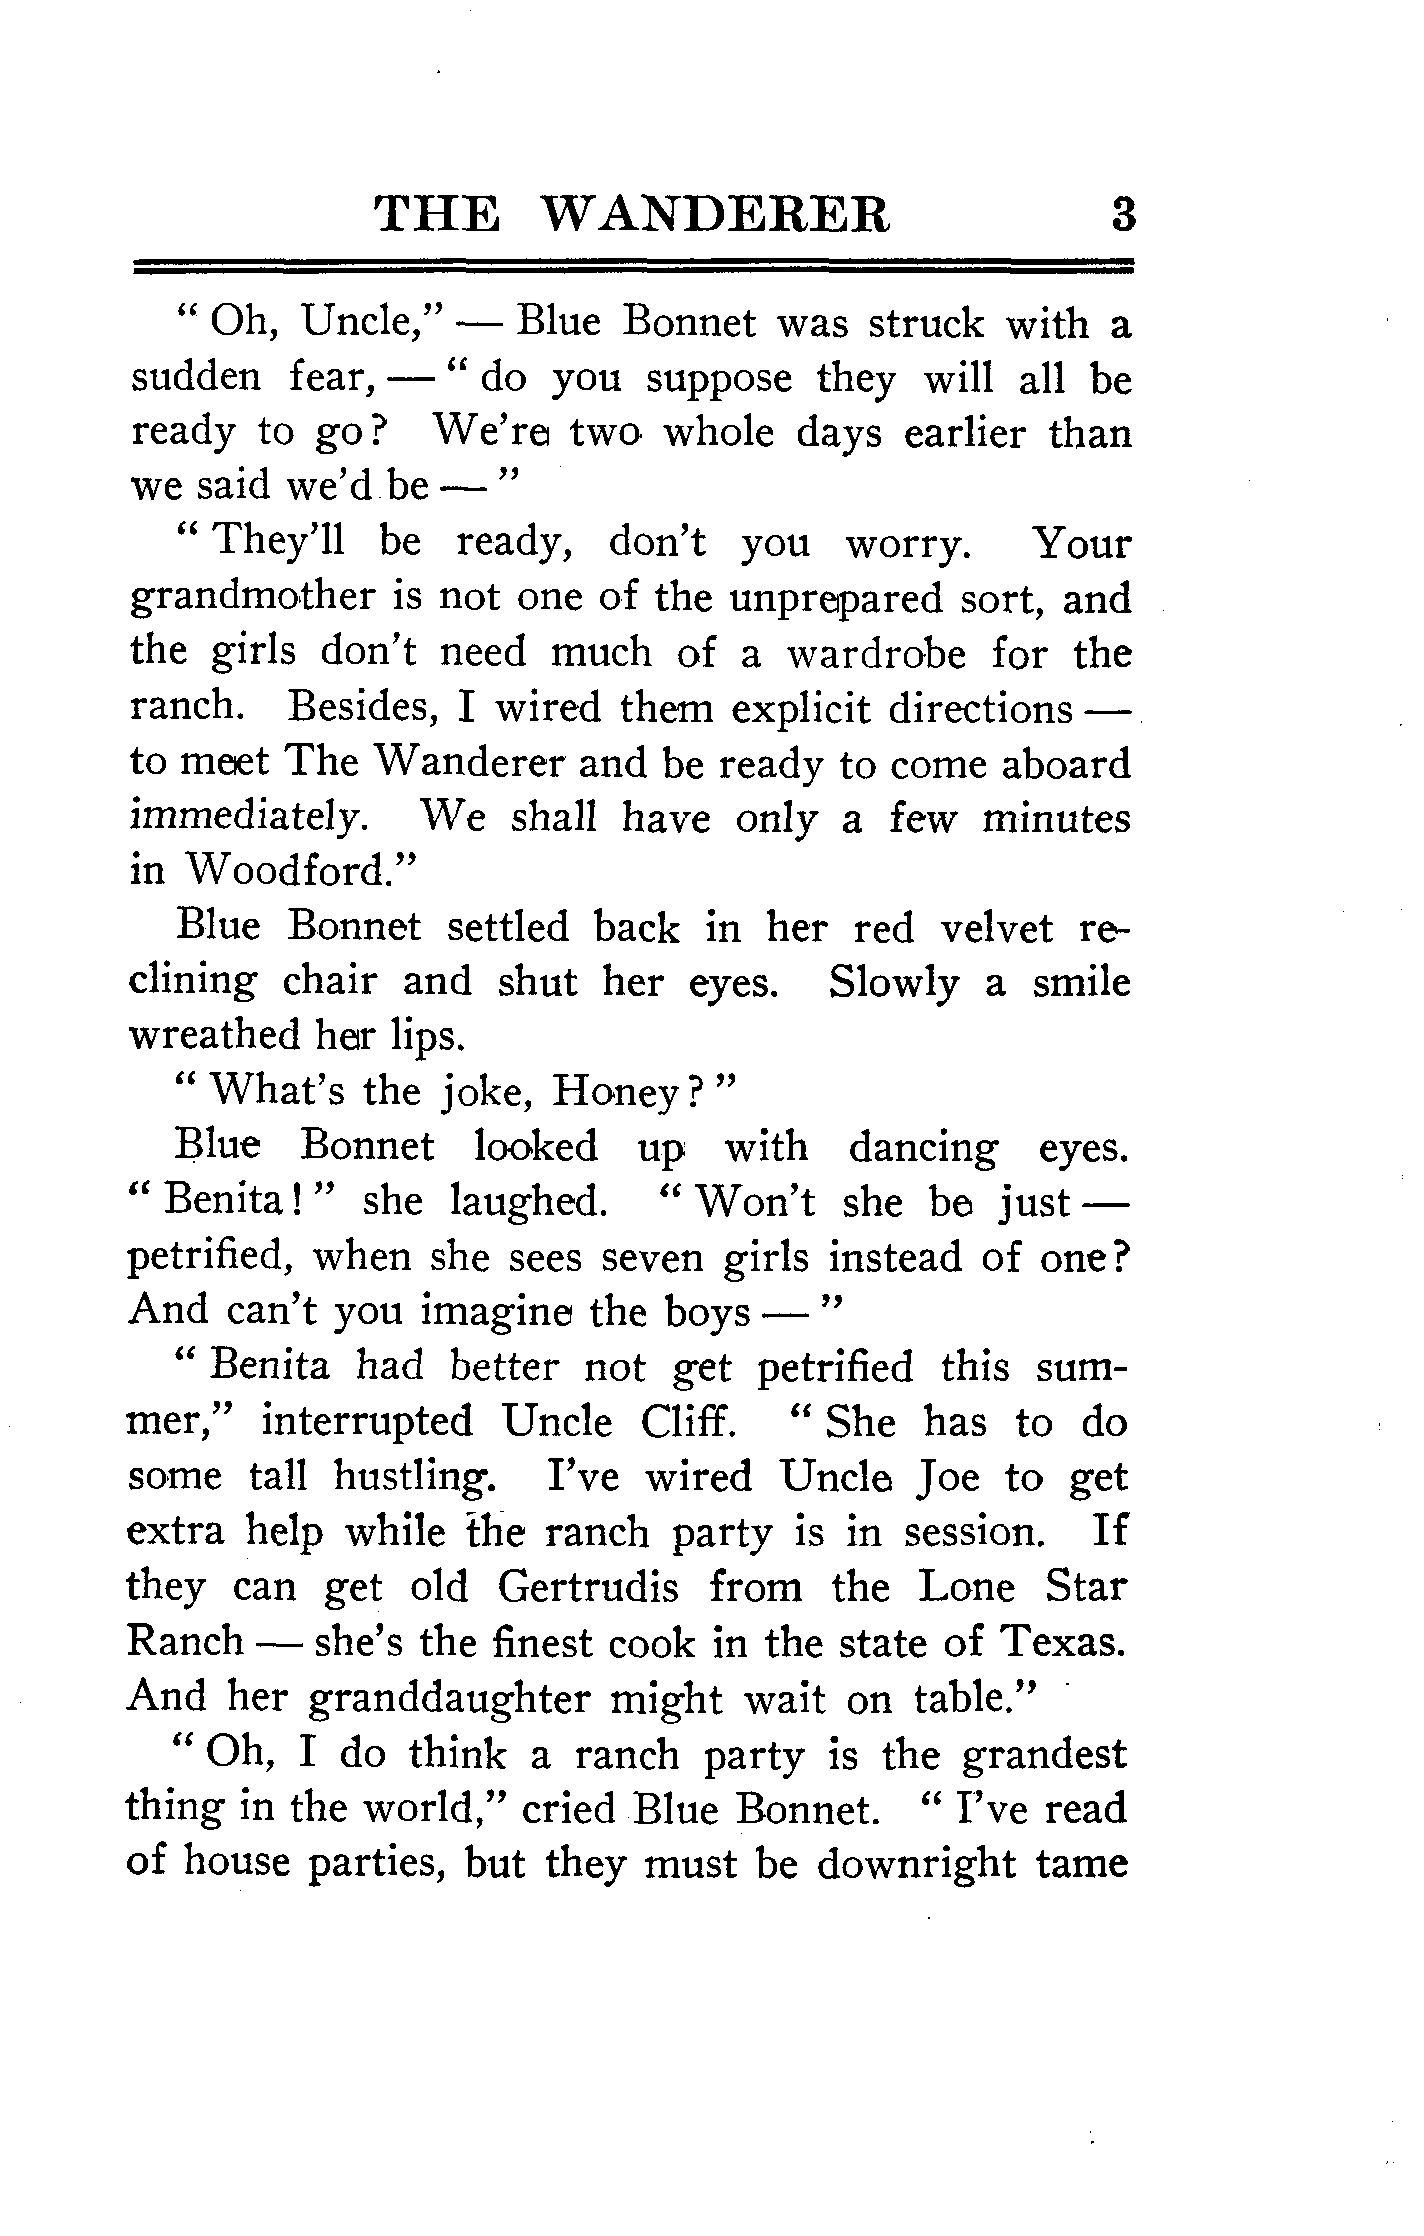 THE WANDERER 3
" Oh, Uncle," — Blue Bonnet was struck with a
sudden fear, — " do you suppose they will all be
ready to go? We're two whole days earlier than
we said we'd be — "
" They'll be ready, don't you worry. Your
grandmother is not one of the unprepared sort, and
the girls don't need much of a wardrobe for the
ranch. Besides, I wired them explicit directions —
to meet The Wanderer and be ready to come aboard
immediately. We shall have only a few minutes
in Woodford."
Blue Bonnet settled back in her red velvet re-
clining chair and shut her eyes. Slowly a smile
wreathed her lips.
" What's the joke, Honey? "
Blue Bonnet looked up with dancing eyes.
" Benita! " she laughed. " Won't she be just —
petrified, when she sees seven girls instead of one?
And can't you imagine the boys — "
" Benita had better not get petrified this sum-
mer," interrupted Uncle Cliff. " She has to do
some tall hustling. I've wired Uncle Joe to get
extra help while the ranch party is in session. If
they can get old Gertrudis from the Lone Star
Ranch — she's the finest cook in the state of Texas.
And her granddaughter might wait on table."
" Oh, I do think a ranch party is the grandest
thing in the world," cried Blue Bonnet. " I've read
of house parties, but they must be downright tame